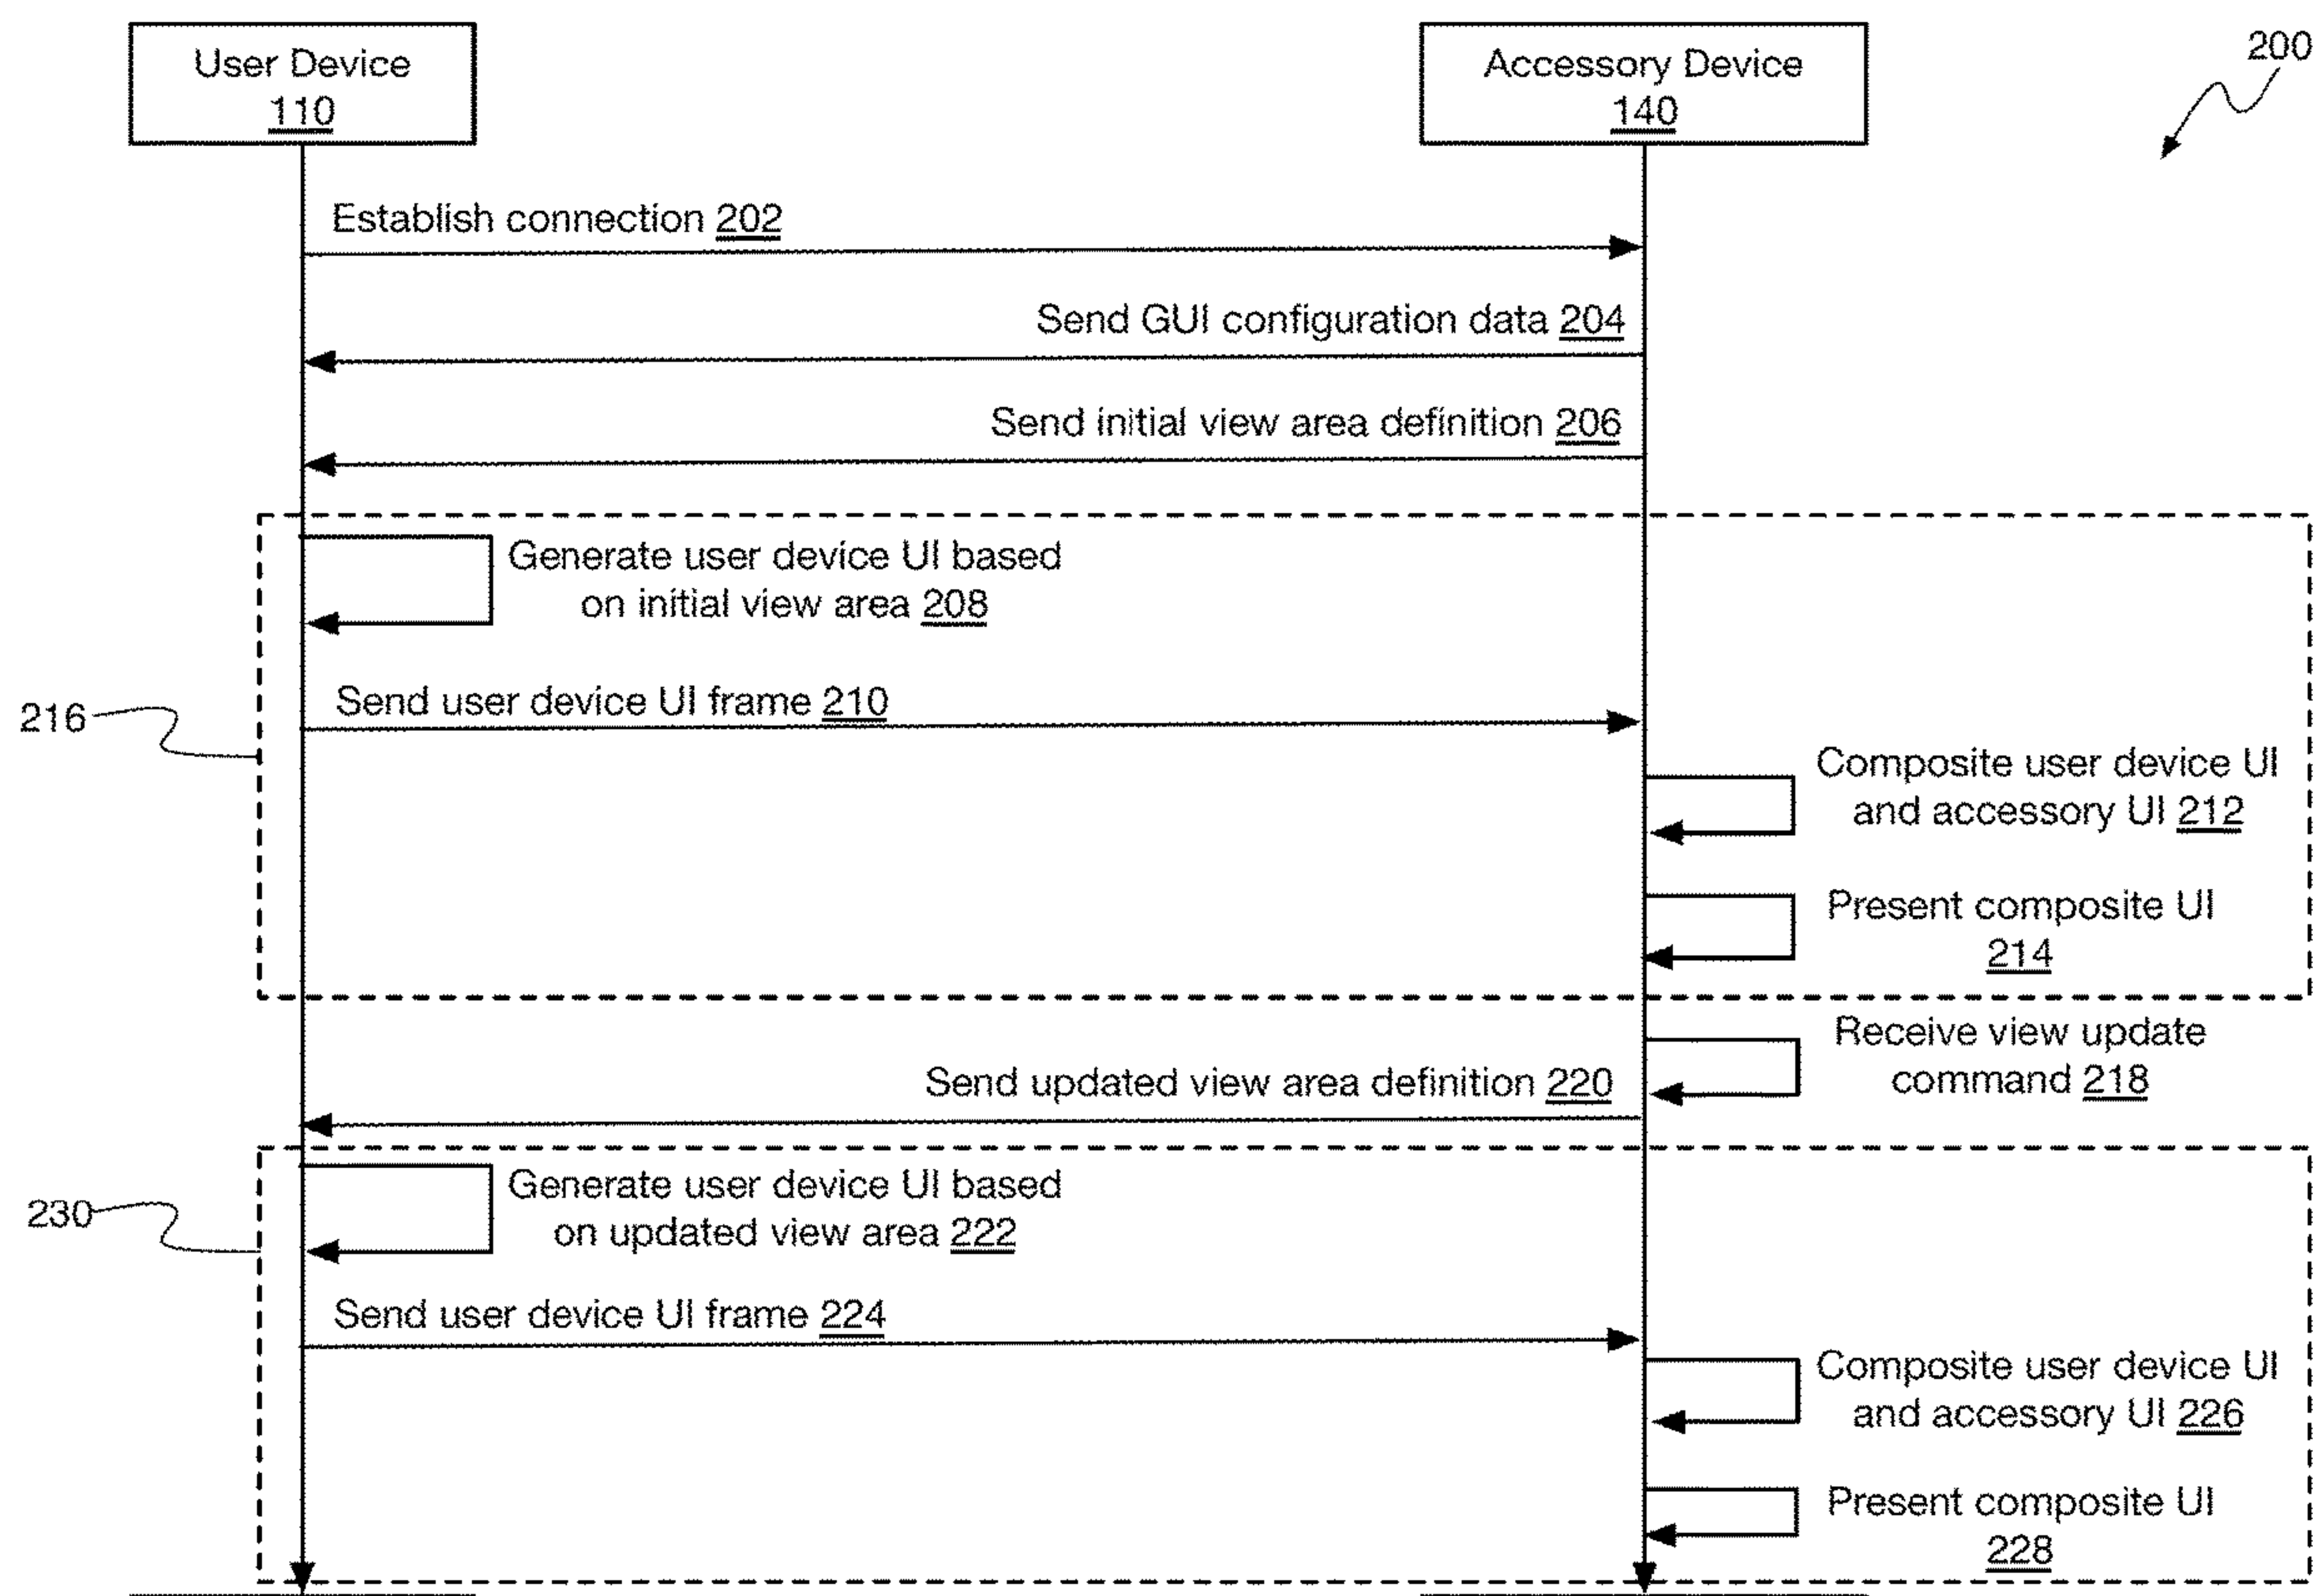 User Device
110
Accessory Device
140
200
Establish connection 202
Send GUI configuration data 204
Send initial view area definition 206
Generate user device UI based
on initial view area 208
216
Send user device UI frame 210
Composite user device UI
and accessory UI 212
Present composite UI
214
Receive view update
command 218
Send updated view area definition 220
Generate user device UI based
on updated view area 222
230
Send user device UI frame 224
Composite user device UI
and accessory UI 226
Present composite UI
228